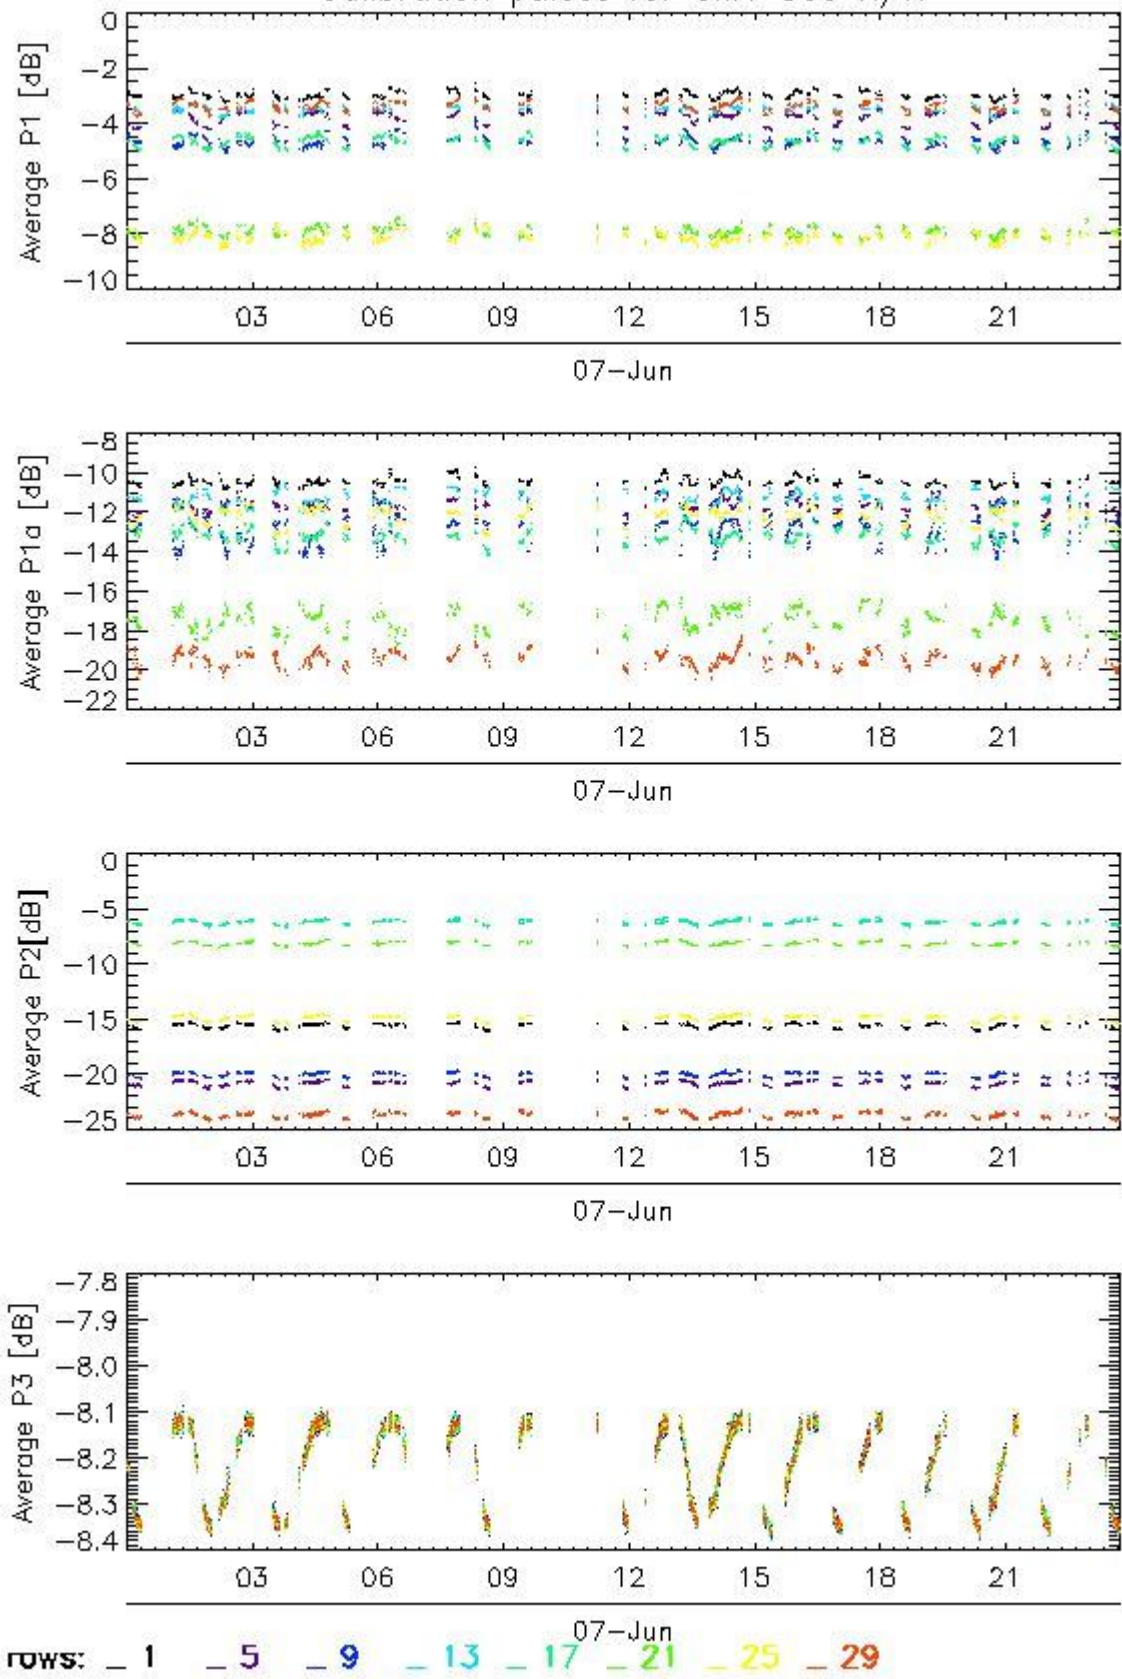 0
-2
-4
-6
-8
-10
Average P1 [dB]
03 06 09 12 15 18 21
07-Jun
-8
-10
-12
-14
-16
-18
-20
-22
Average P1a [dB]
03 06 09 12 15 18 21
07-Jun
0
-5
-10
-15
-20
-25
Average P2[dB]
03 06 09 12 15 18 21
07-Jun
-7.8
-7.9
-8.0
-8.1
-8.2
-8.3
-8.4
Average P3 [dB]
03 06 09 12 15 18 21
07-Jun
rows: _ 1 _ 5 _ 9 _ 13 _ 17 _ 21 _ 25 _ 29